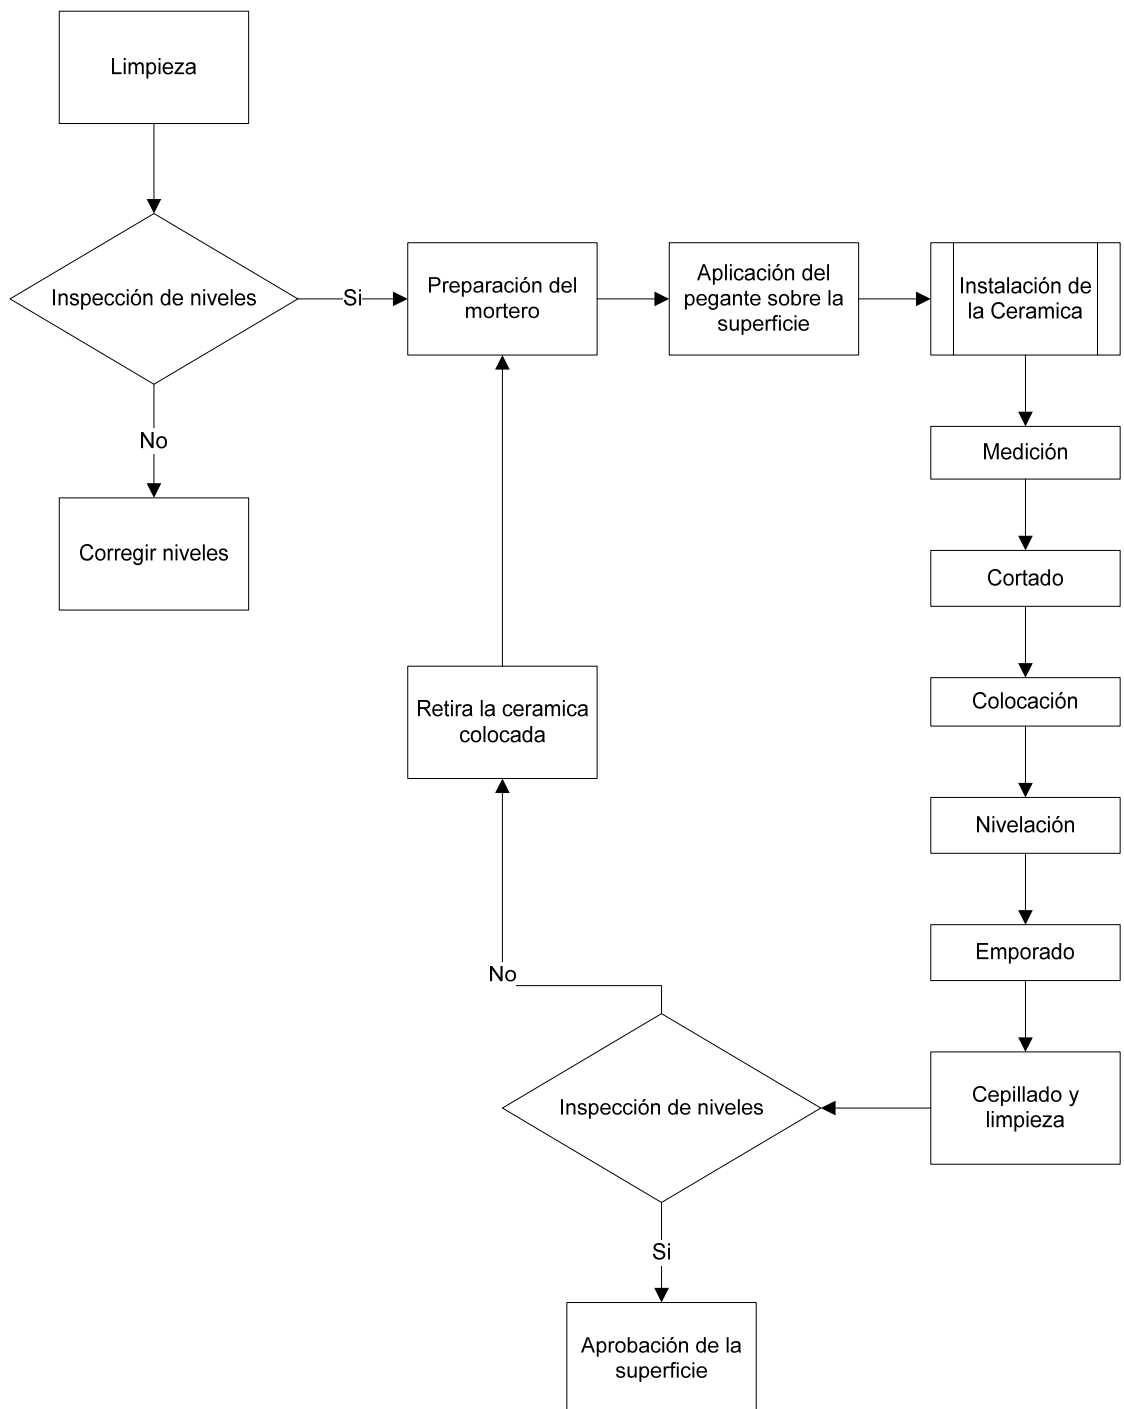 Limpieza
Inspección de niveles
Si
Preparación del
mortero
Aplicación del
pegante sobre la
superficie
Instalación de
la Ceramica
No
Corregir niveles
Medición
Cortado
Colocación
Nivelación
Emporado
Cepillado y
limpieza
Inspección de niveles
No
Retira la ceramica
colocada
Si
Aprobación de la
superficie